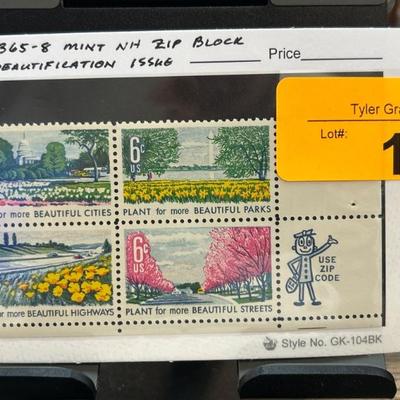 365-8 MINT NH ZIP BLOCK
BEAUTIFICATION ISSUE
Price
Tyler Gra
Lot#:
1
6¢
US
for more BEAUTIFUL CITIES
PLANT for more BEAUTIFUL PARKS
6¢
US
for more BEAUTIFUL HIGHWAYS
PLANT for more BEAUTIFUL STREETS
USE
ZIP
CODE
Style No. GK-104BK